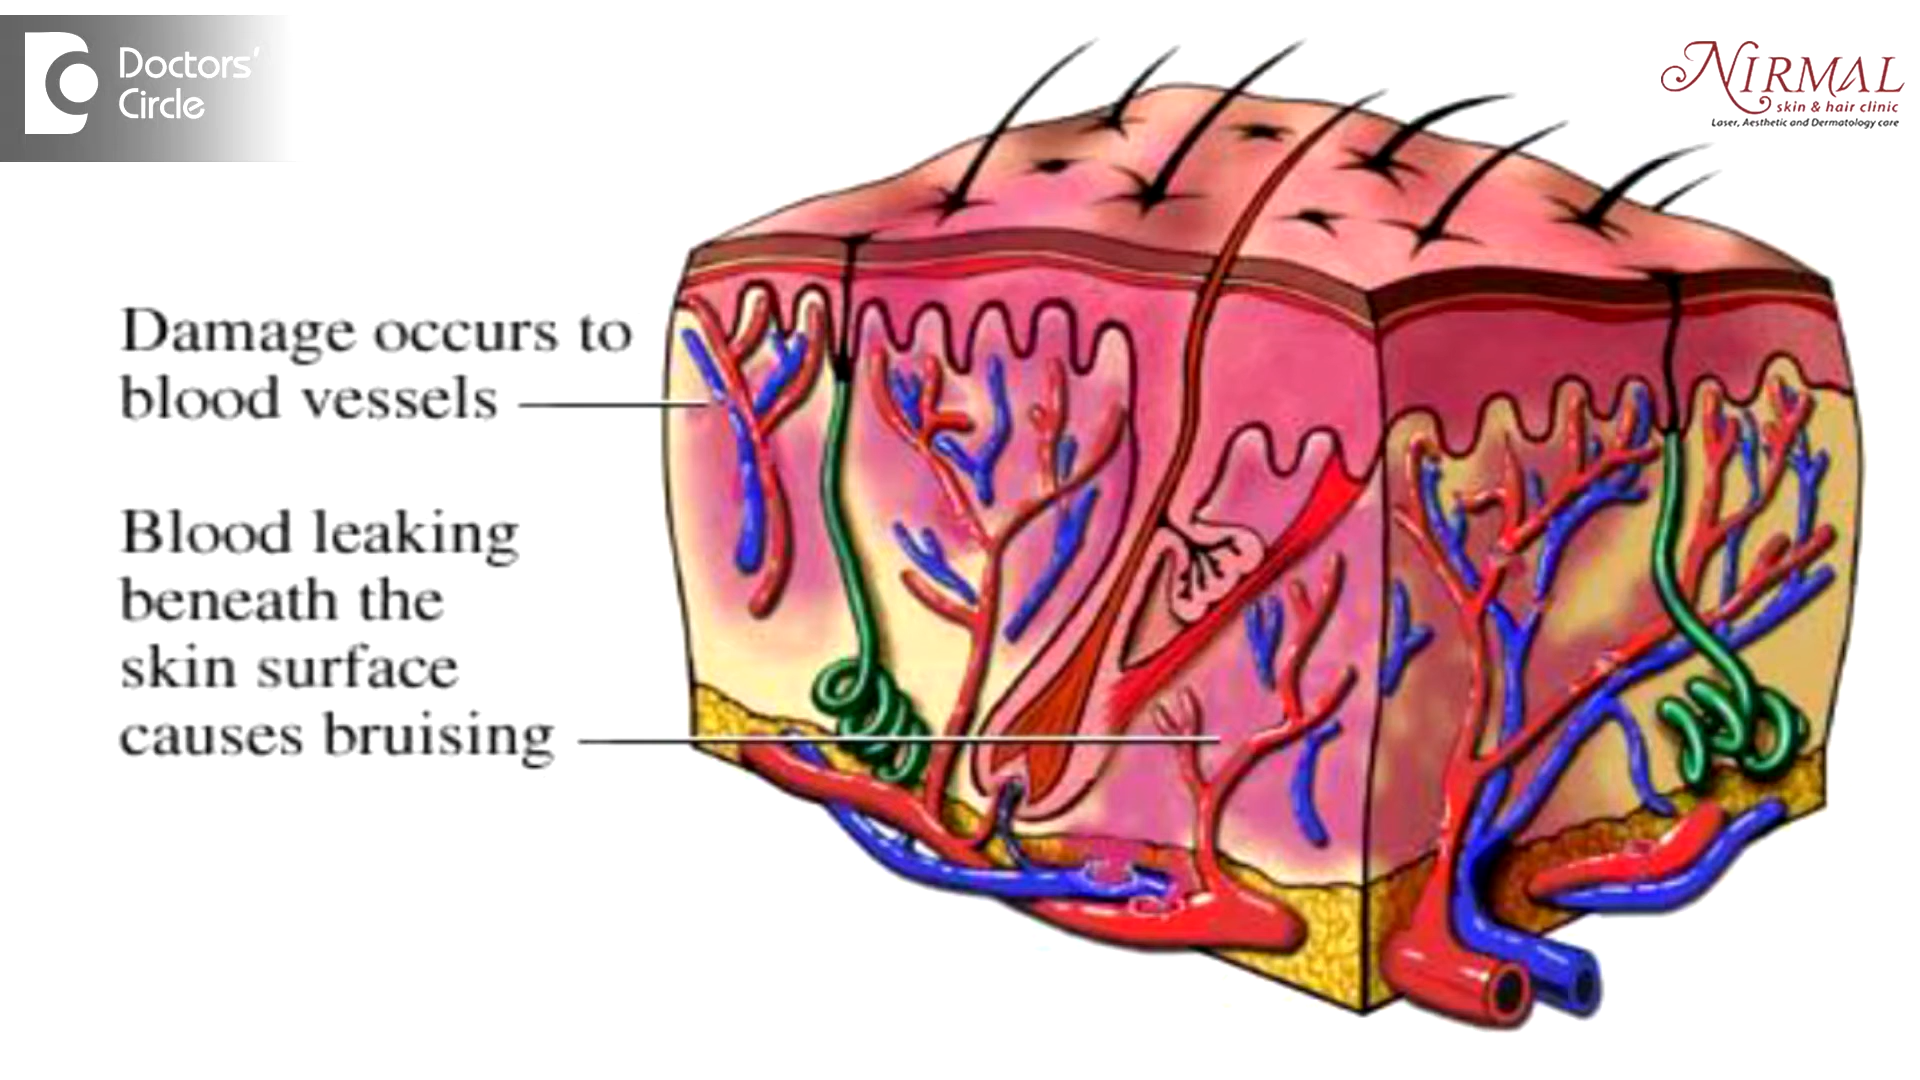 Doctors'
Circle
NIRMAL
skin & hair clinic
Laser, Aesthetic and Dermatology care
Damage occurs to
blood vessels
Blood leaking
beneath the
skin surface
causes bruising